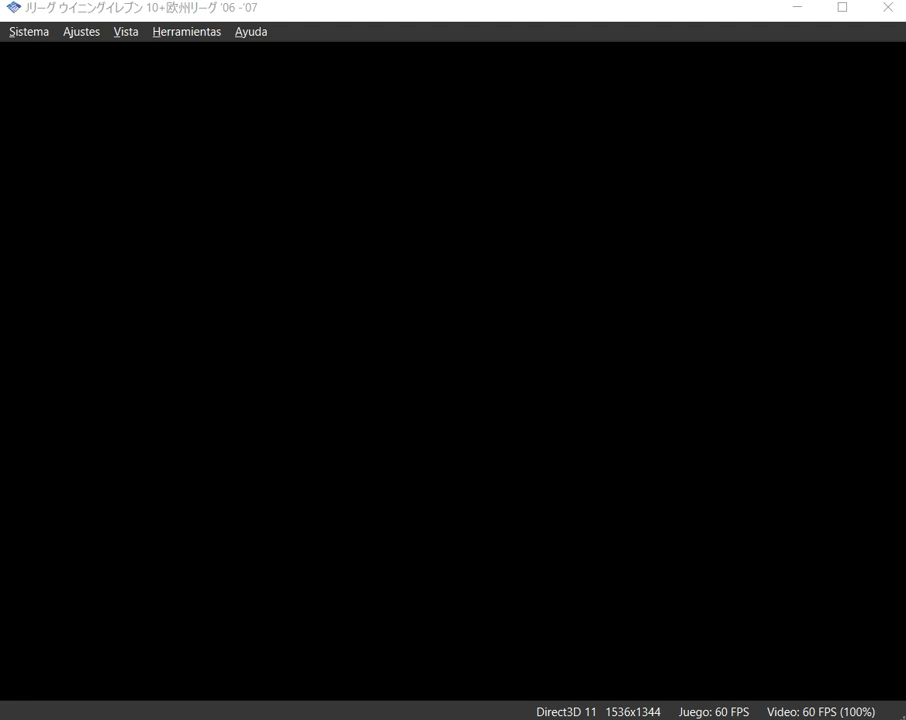 Jリーグ ウイニングイレブン 10+欧州リーグ '06 -'07
Sistema Ajustes Vista Herramientas Ayuda
Direct3D 11 1536x1344 Juego: 60 FPS Video: 60 FPS (100%)